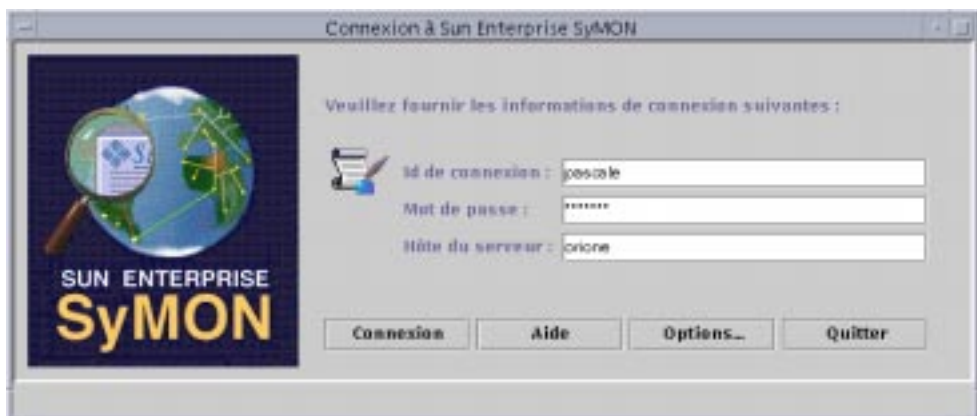 Connexion à Sun Enterprise SyMON
Veuillez fournir les informations de connexion suivantes :
Id de connexion : pascale
Mot de passe : *******
Hôte du serveur : orione
SUN ENTERPRISE
SyMON
Connexion Aide Options... Quitter